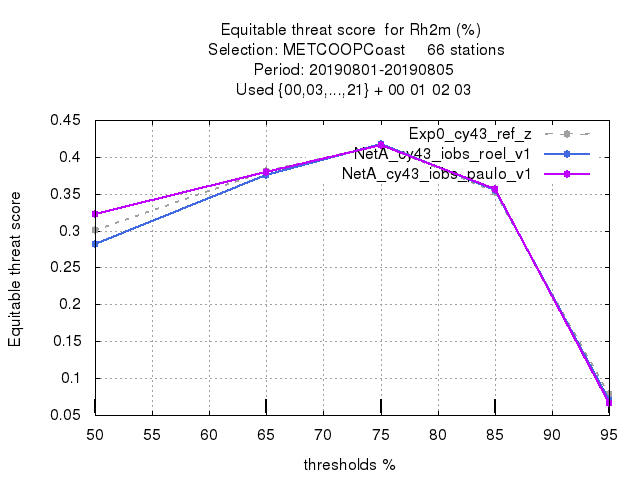 Equitable threat score  for Rh2m (%)
Selection: METCOOPCoast     66 stations
Period: 20190801-20190805
Used {00,03,...,21} + 00 01 02 03
Exp0_cy43_ref_z
NetA_cy43_iobs_roel_v1
NetA_cy43_iobs_paulo_v1
Equitable threat score
0.45
0.4
0.35
0.3
0.25
0.2
0.15
0.1
0.05
50 55 60 65 70 75 80 85 90 95
thresholds %